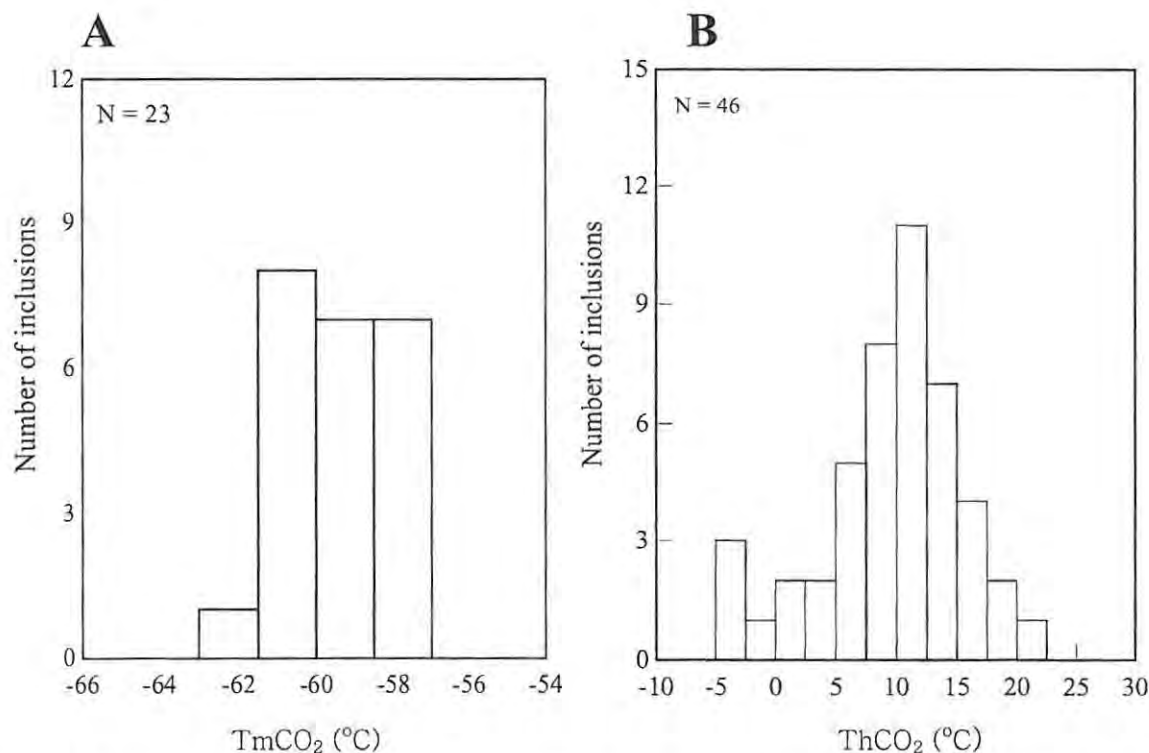 A
12
N = 23
9
6
3
0
Number of inclusions
-66 -64 -62 -60 -58 -56 -54
TmCO₂ (°C)
B
15
N = 46
12
9
6
3
0
Number of inclusions
-10 -5 0 5 10 15 20 25 30
ThCO₂ (°C)